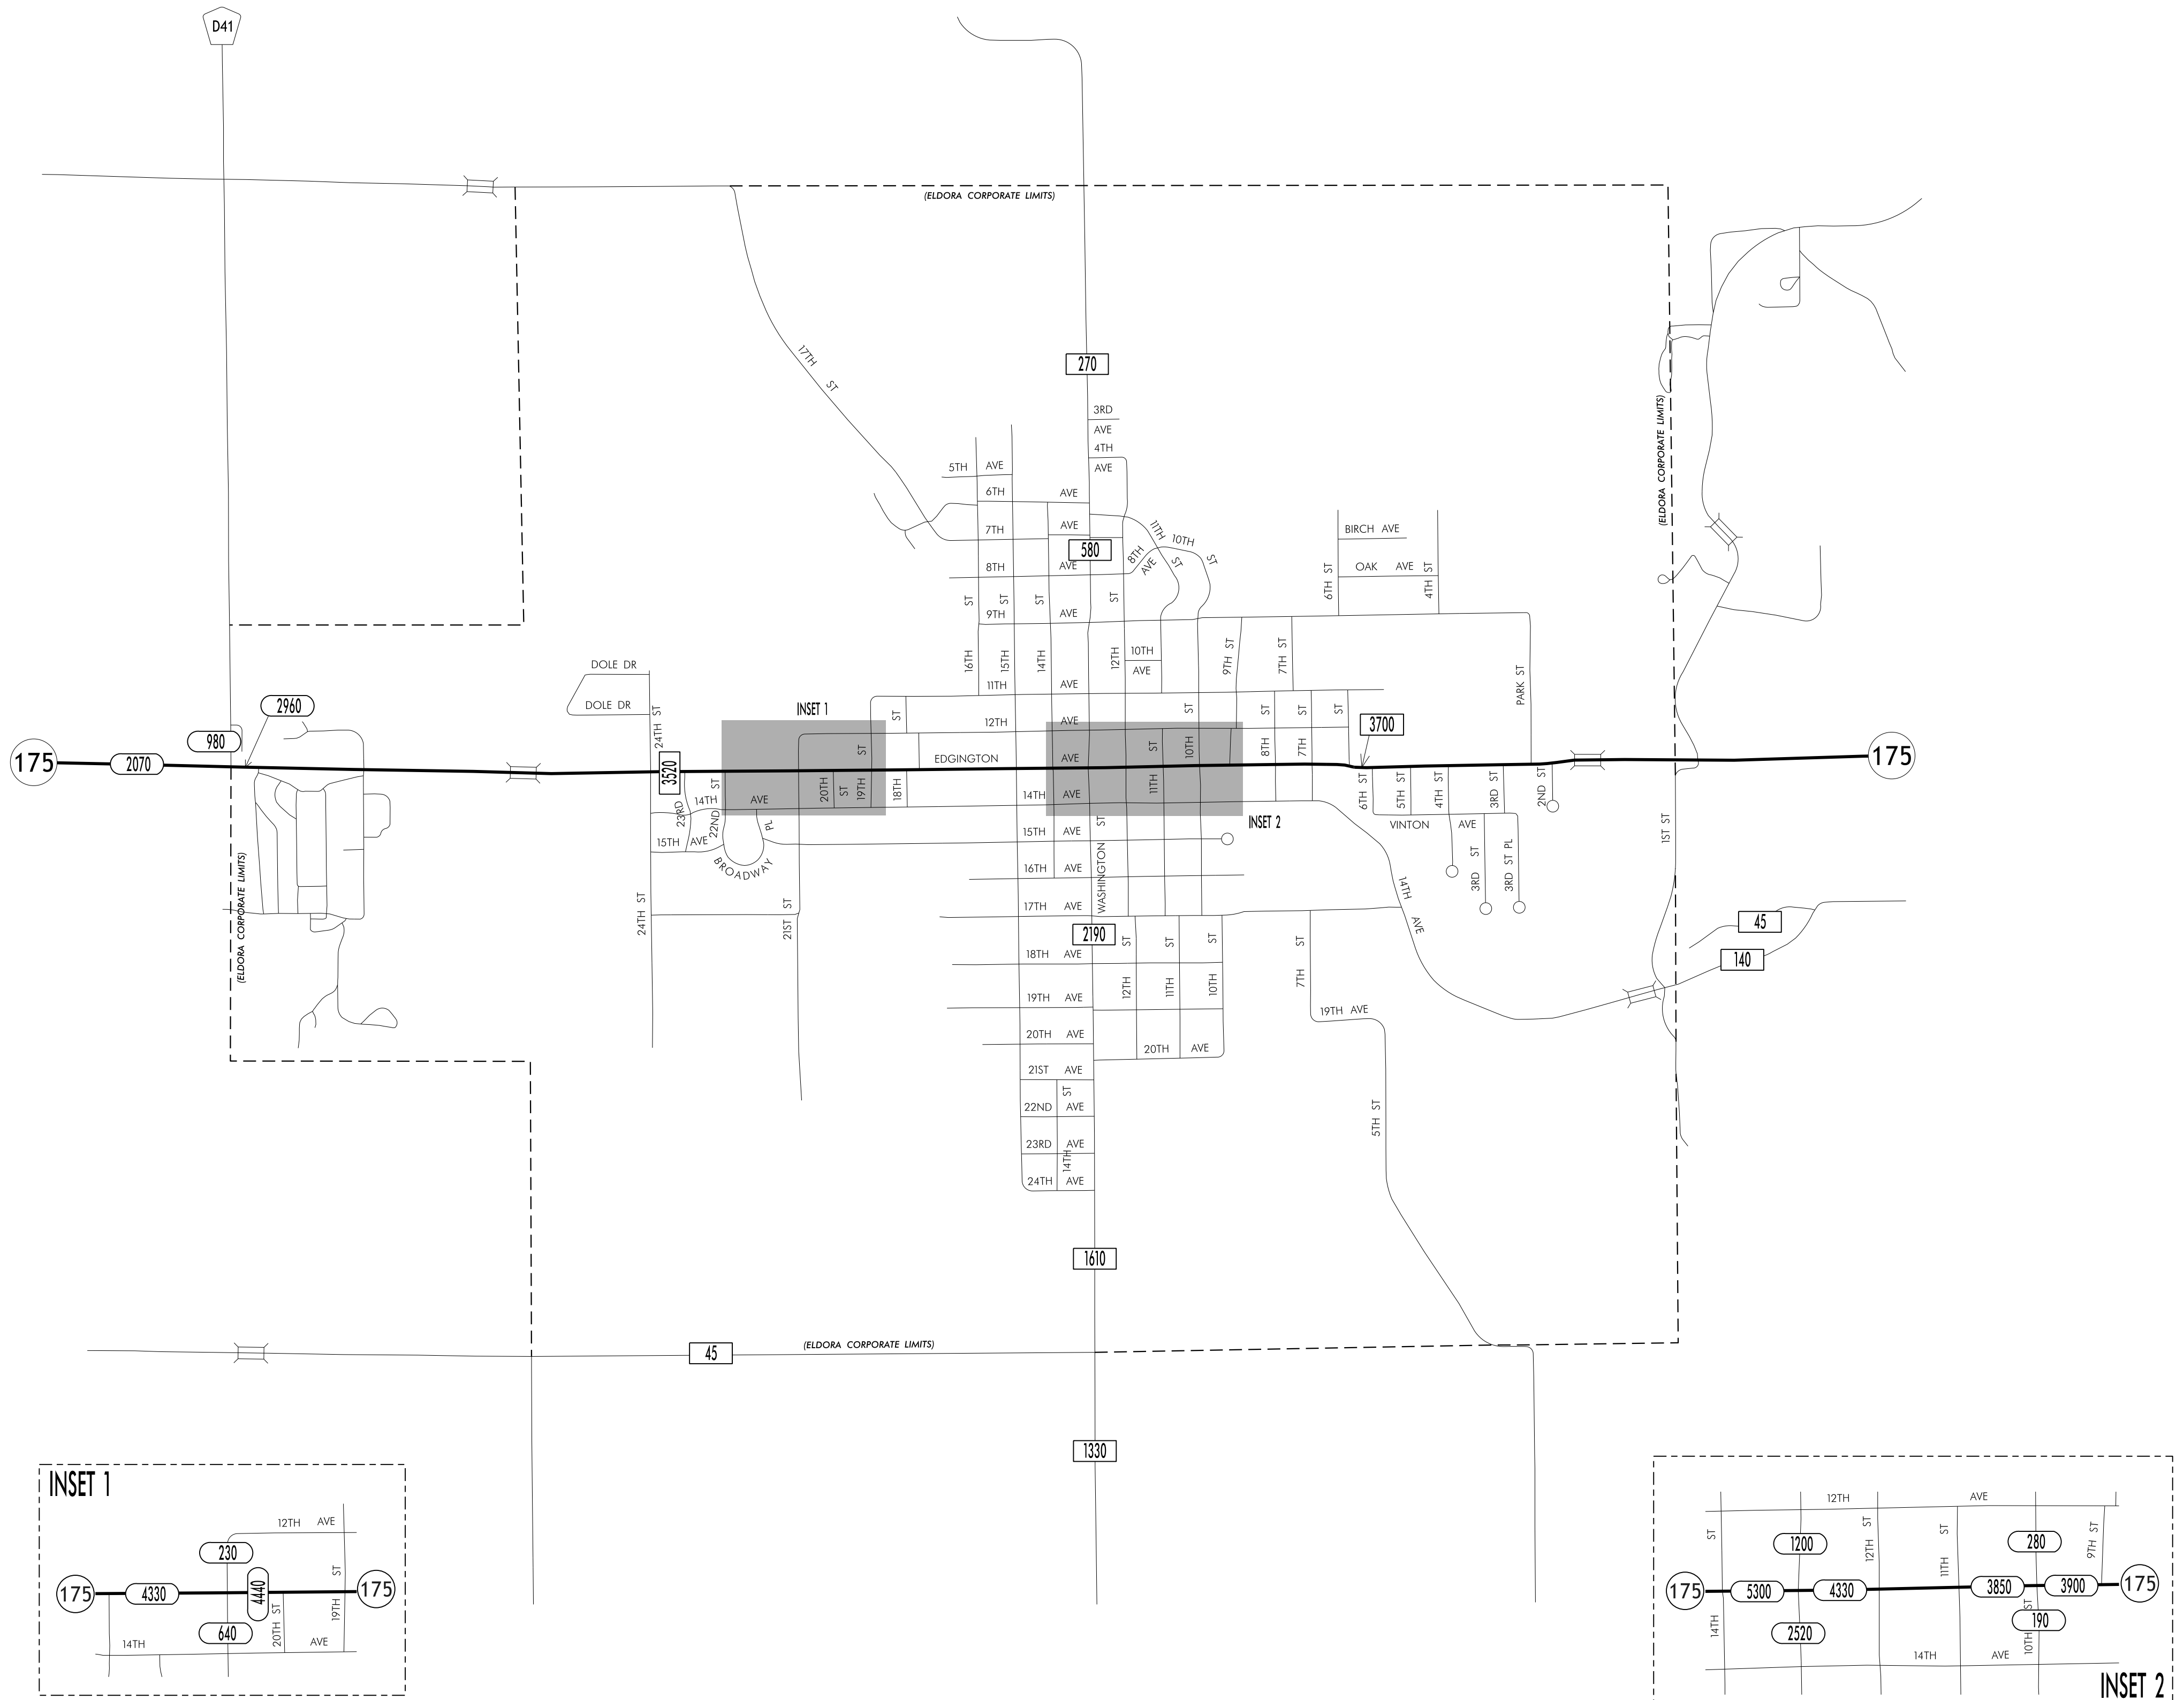 D41
(ELDORA CORPORATE LIMITS)
17TH ST
270
3RD
AVE
4TH
AVE
5TH AVE
6TH AVE
7TH AVE
580
8TH AVE
9TH AVE
11TH ST
10TH ST
8TH AVE
BIRCH AVE
OAK AVE
6TH ST
4TH ST
(ELDORA CORPORATE LIMITS)
16TH ST
15TH ST
14TH ST
12TH ST
10TH
AVE
9TH ST
7TH ST
PARK ST
11TH AVE
DOLE DR
DOLE DR
24TH ST
INSET 1
12TH AVE
ST
10TH ST
8TH ST
7TH ST
ST
3700
2960
980
175
2070
3520
EDGINGTON AVE
175
14TH AVE
23RD
22ND ST
20TH ST
19TH ST
18TH
14TH AVE
11TH ST
6TH ST
5TH ST
4TH ST
3RD ST
2ND ST
15TH AVE
BROADWAY PL
15TH AVE
INSET 2
VINTON AVE
1ST ST
16TH AVE
WASHINGTON ST
3RD ST
3RD ST PL
14TH AVE
(ELDORA CORPORATE LIMITS)
24TH ST
21ST ST
17TH AVE
2190
18TH AVE
12TH ST
11TH ST
10TH ST
7TH ST
45
140
19TH AVE
19TH AVE
20TH AVE
20TH AVE
21ST AVE
22ND AVE
14TH ST
23RD AVE
24TH AVE
5TH ST
1610
(ELDORA CORPORATE LIMITS)
45
1330
INSET 1
12TH AVE
230
175
4330
4440
175
640
20TH ST
19TH ST
14TH AVE
12TH AVE
14TH ST
1200
12TH ST
11TH ST
280
9TH ST
175
5300
4330
3850
3900
175
2520
190
10TH ST
14TH AVE
INSET 2